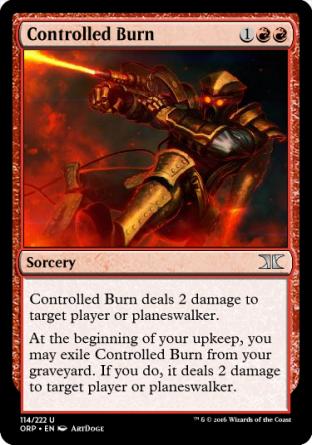 Controlled Burn 1
Sorcery
Controlled Burn deals 2 damage to
target player or planeswalker.
At the beginning of your upkeep, you
may exile Controlled Burn from your
graveyard. If you do, it deals 2 damage
to target player or planeswalker.
114/222 U
ORP • EN ArtDoge
™ & © 2016 Wizards of the Coast